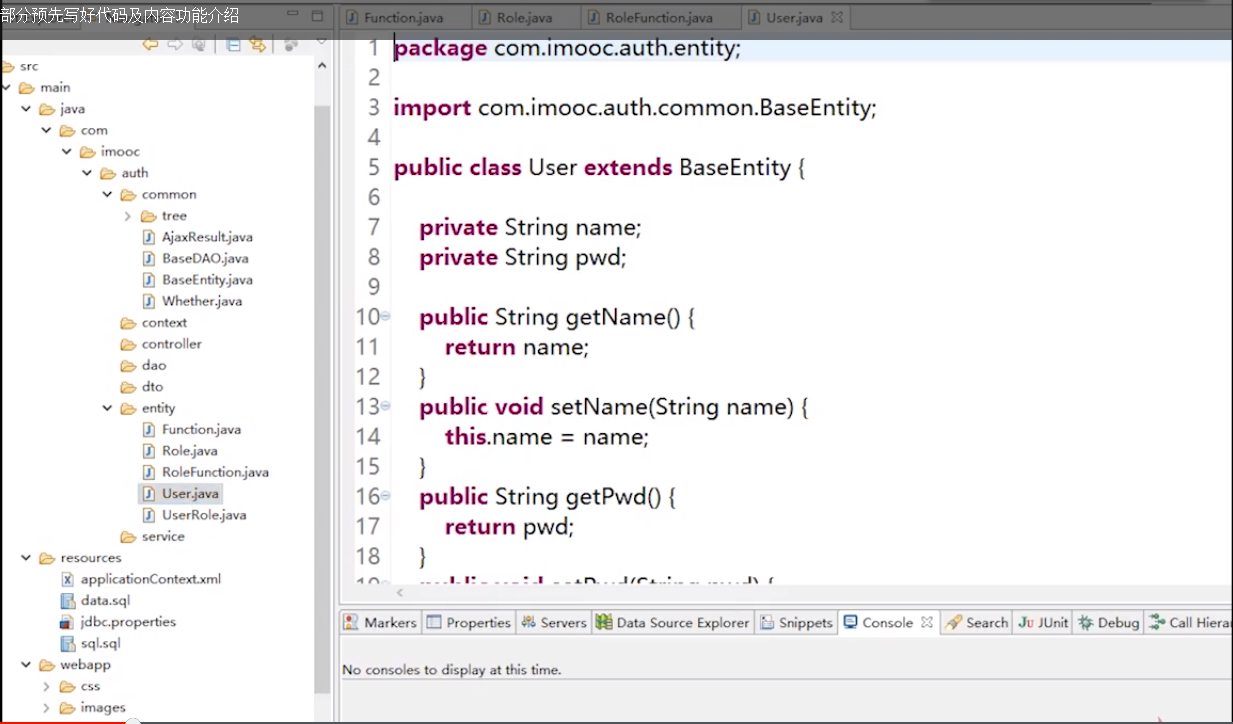 部分预先写好代码及内容功能介绍
Function.java
Role.java
RoleFunction.java
User.java
src
main
java
com
imooc
auth
common
tree
AjaxResult.java
BaseDAO.java
BaseEntity.java
Whether.java
context
controller
dao
dto
entity
Function.java
Role.java
RoleFunction.java
User.java
UserRole.java
service
resources
applicationContext.xml
data.sql
jdbc.properties
sql.sql
webapp
css
images
1 package com.imooc.auth.entity;
2
3 import com.imooc.auth.common.BaseEntity;
4
5 public class User extends BaseEntity {
6
7 private String name;
8 private String pwd;
9
10 public String getName() {
11 return name;
12 }
13 public void setName(String name) {
14 this.name = name;
15 }
16 public String getPwd() {
17 return pwd;
18 }
19 public void setPwd(String pwd) {
Markers
Properties
Servers
Data Source Explorer
Snippets
Console
Search
Ju JUnit
Debug
Call Hierar
No consoles to display at this time.